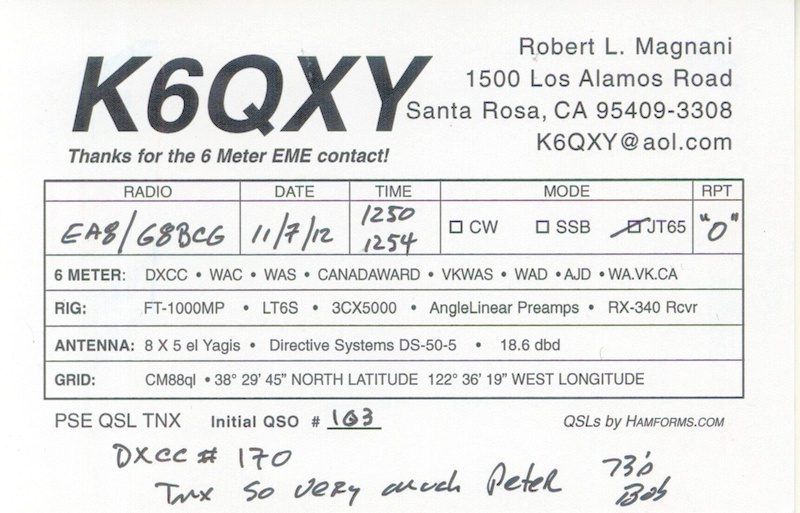 K6QXY
Thanks for the 6 Meter EME contact!
Robert L. Magnani
1500 Los Alamos Road
Santa Rosa, CA 95409-3308
K6QXY@aol.com
RADIO DATE TIME MODE RPT
EA8/G8BCG 11/7/12 1250 1254 CW SSB JT65 "O"
6 METER: DXCC • WAC • WAS • CANADAWARD • VKWAS • WAD • AJD • WA.VK.CA
RIG: FT-1000MP • LT6S • 3CX5000 • AngleLinear Preamps • RX-340 Rcvr
ANTENNA: 8 X 5 el Yagis • Directive Systems DS-50-5 • 18.6 dbd
GRID: CM88ql • 38° 29' 45" NORTH LATITUDE 122° 36' 19" WEST LONGITUDE
PSE QSL TNX Initial QSO # 163 QSLs by HAMFORMS.COM
DXCC # 170
Tnx so very much Peter 73's
Bob